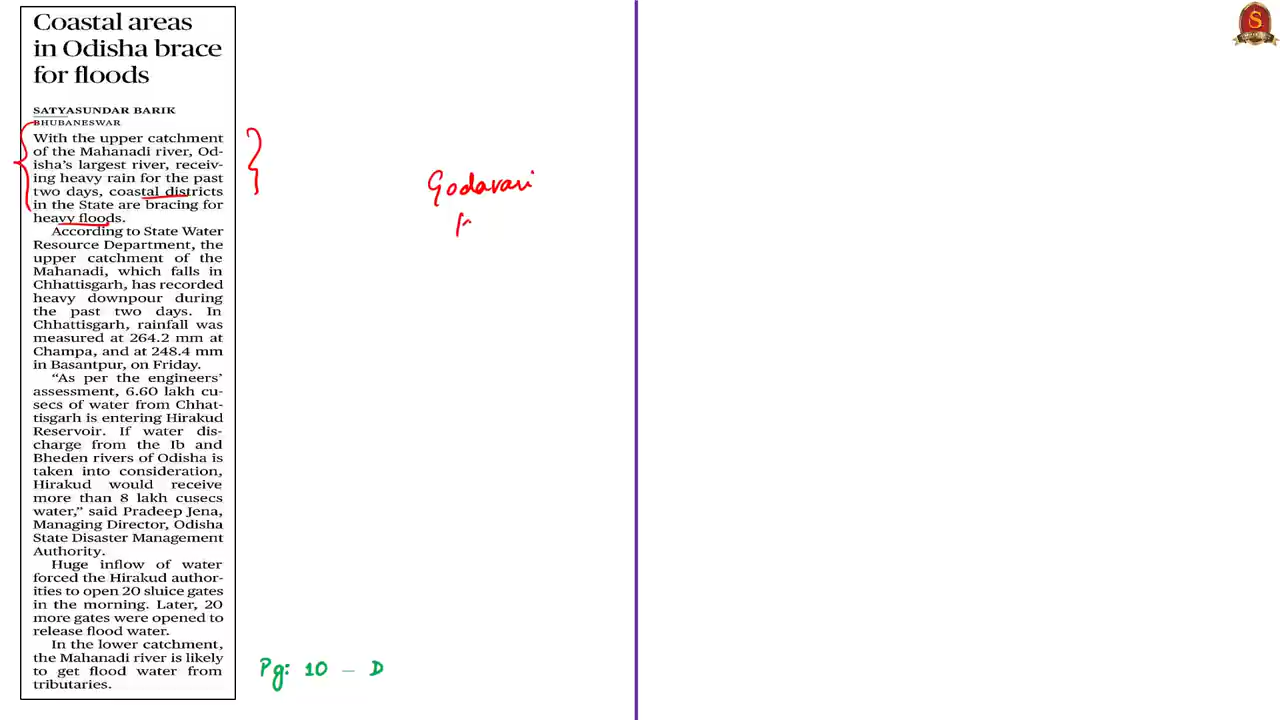 Coastal areas
in Odisha brace
for floods
SATYASUNDAR BARIK
BHUBANESWAR
With the upper catchment
of the Mahanadi river, Od-
isha's largest river, receiv-
ing heavy rain for the past
two days, coastal districts
in the State are bracing for
heavy floods.
According to State Water
Resource Department, the
upper catchment of the
Mahanadi, which falls in
Chhattisgarh, has recorded
heavy downpour during
the past two days. In
Chhattisgarh, rainfall was
measured at 264.2 mm at
Champa, and at 248.4 mm
in Basantpur, on Friday.
"As per the engineers'
assessment, 6.60 lakh cu-
secs of water from Chhat-
tisgarh is entering Hirakud
Reservoir. If water dis-
charge from the Ib and
Bheden rivers of Odisha is
taken into consideration,
Hirakud would receive
more than 8 lakh cusecs
water," said Pradeep Jena,
Managing Director, Odisha
State Disaster Management
Authority.
Huge inflow of water
forced the Hirakud author-
ities to open 20 sluice gates
in the morning. Later, 20
more gates were opened to
release flood water.
In the lower catchment,
the Mahanadi river is likely
to get flood water from
tributaries.
Godavari
Pg: 10 – D
S